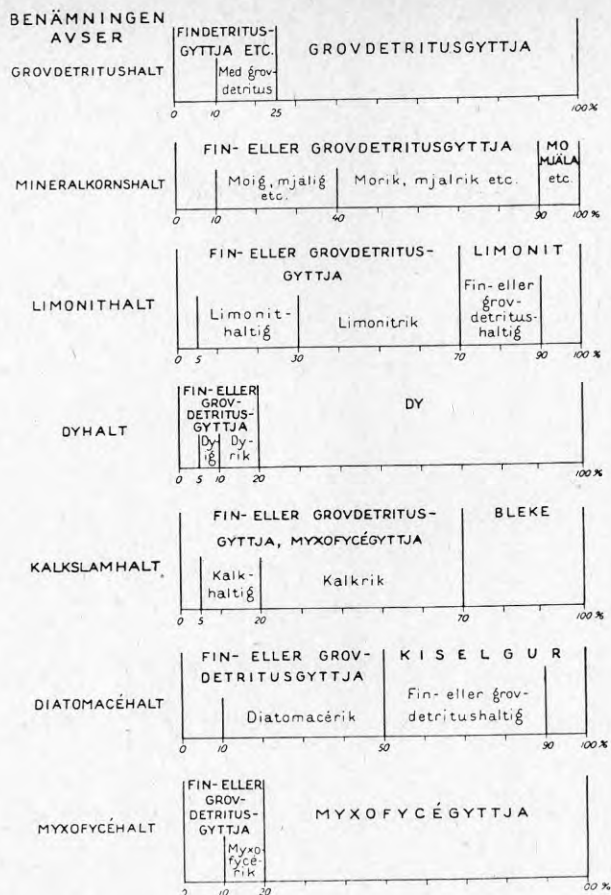 BENÄMNINGEN
AVSER
GROVDETRITUSHALT
FINDETRITUS-
GYTTJA ETC.
GROVDETRITUSGYTTJA
Med grov-
detritus
0 10 25 100 %
MINERALKORNSHALT
FIN- ELLER GROVDETRITUSGYTTJA
MO
MJÄLA
etc.
Moig, mjälig
etc.
Morik, mjalrik etc.
0 10 40 90 100 %
LIMONITHALT
FIN- ELLER GROVDETRITUS-
GYTTJA
LIMONIT
Limonit-
haltig
Limonitrik
Fin- eller
grov-
detritus-
haltig
0 5 30 70 90 100 %
DYHALT
FIN- ELLER
GROV-
DETRITUS-
GYTTJA
DY
Dy-
ig
Dy-
rik
0 5 10 20 100 %
KALKSLAMHALT
FIN- ELLER GROVDETRITUS-
GYTTJA, MYXOFYCÉGYTTJA
BLEKE
Kalk-
haltig
Kalkrik
0 5 20 70 100 %
DIATOMACÉHALT
FIN- ELLER GROV-
DETRITUSGYTTJA
KISELGUR
Diatomacérik
Fin- eller grov-
detritushaltig
0 10 50 90 100 %
MYXOFYCÉHALT
FIN- ELLER
GROV-
DETRITUS-
GYTTJA
MYXOFYCÉGYTTJA
Myxo-
fycé-
rik
0 10 20 00 %